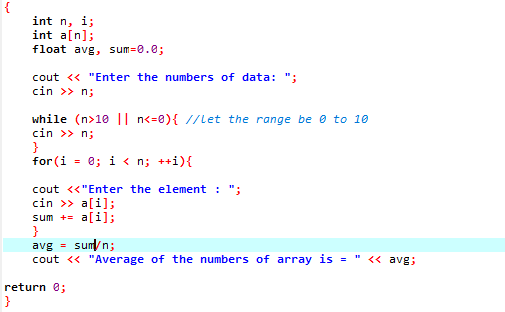 {
int n, i;
int a[n];
float avg, sum=0.0;
cout << "Enter the numbers of data: ";
cin >> n;
while (n>10 || n<=0){ //let the range be 0 to 10
cin >> n;
}
for(i = 0; i < n; ++i){
cout <<"Enter the element : ";
cin >> a[i];
sum += a[i];
}
avg = sum/n;
cout << "Average of the numbers of array is = " << avg;
return 0;
}